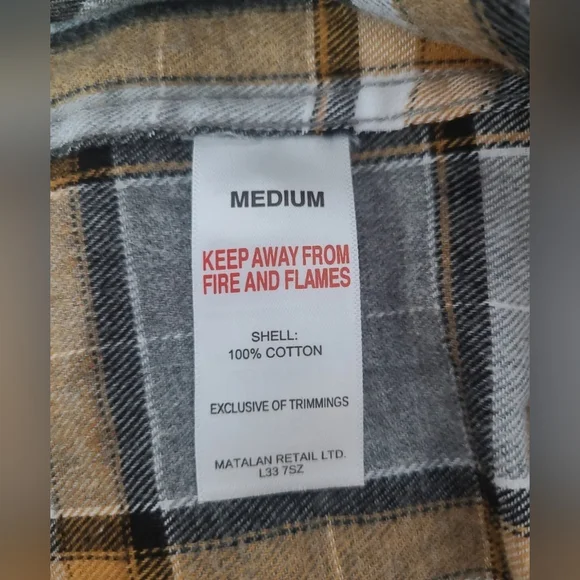 MEDIUM
KEEP AWAY FROM
FIRE AND FLAMES
SHELL:
100% COTTON
EXCLUSIVE OF TRIMMINGS
MATALAN RETAIL LTD.
L33 7SZ